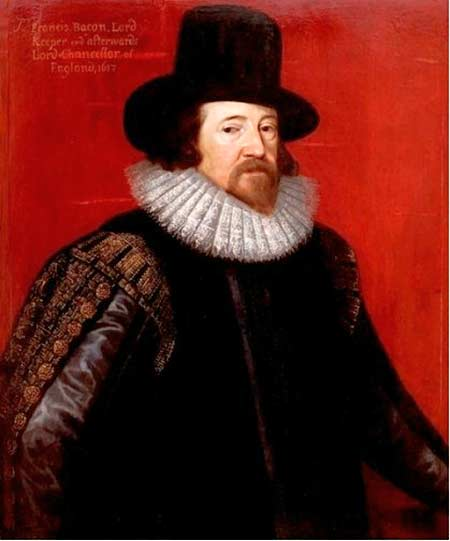 Francis Bacon, Lord
Keeper and afterwards
Lord Chancellor of
England, 1617